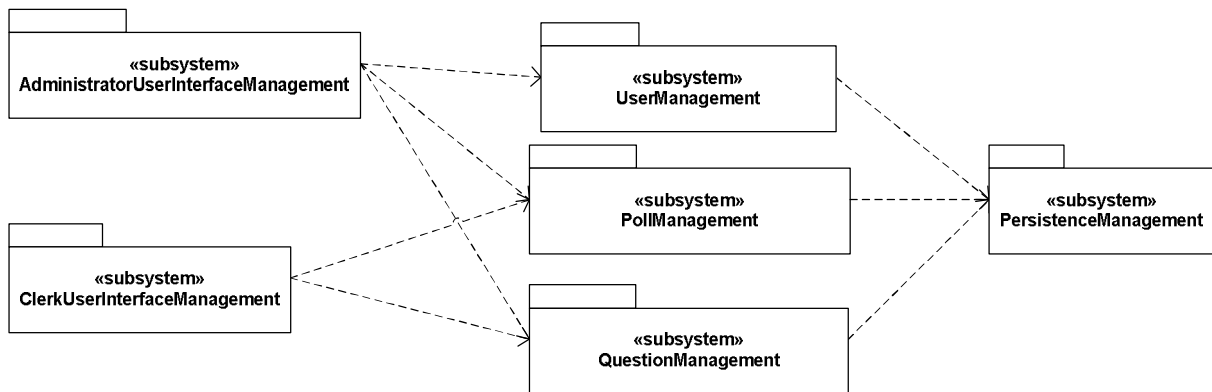 «subsystem»
AdministratorUserInterfaceManagement
«subsystem»
UserManagement
«subsystem»
PollManagement
«subsystem»
PersistenceManagement
«subsystem»
ClerkUserInterfaceManagement
«subsystem»
QuestionManagement